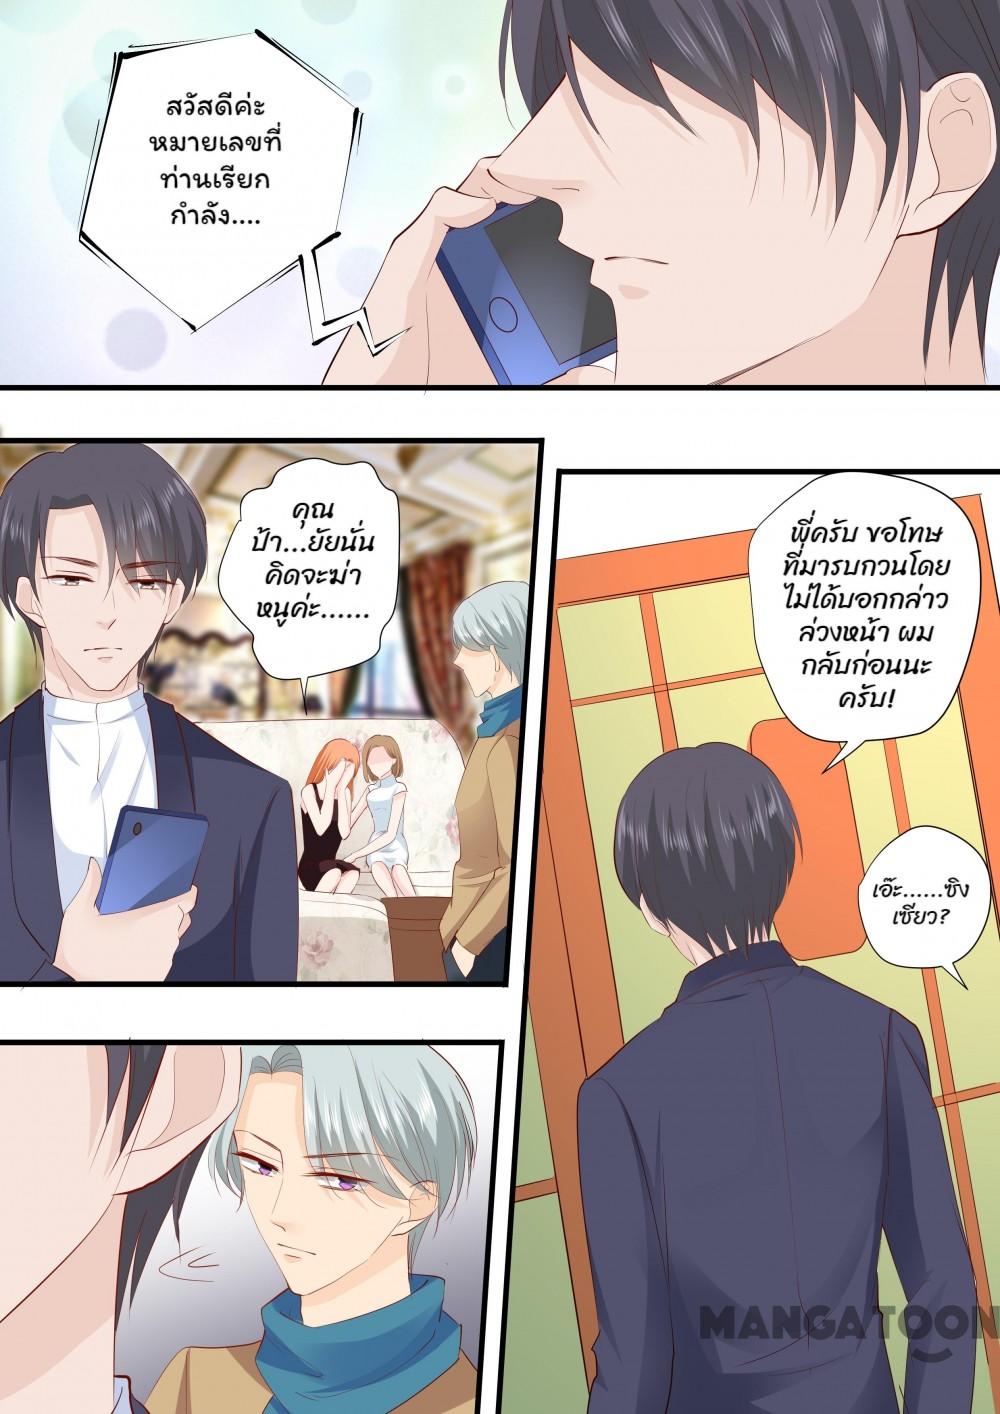 สวัสดีค่ะ
หมายเลขที่
ท่านเรียก
กำลัง....
คุณ
ป้า...ยัยนั่น
คิดจะฆ่า
หนูค่ะ......
พี่ครับ ขอโทษ
ที่มารบกวนโดย
ไม่ได้บอกกล่าว
ล่วงหน้า ผม
กลับก่อนนะ
ครับ!
เอ๊ะ......ซิง
เซียว?
MANGATOON